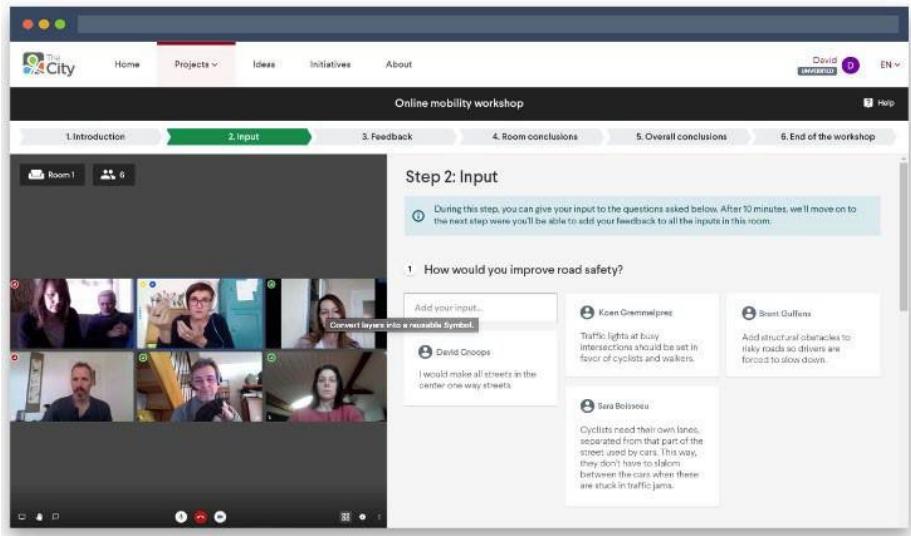 The
City
Home
Projects
Ideas
Initiatives
About
David
UNVERIFIED
D
EN
Online mobility workshop
? Help
1. Introduction
2. Input
3. Feedback
4. Room conclusions
5. Overall conclusions
6. End of the workshop
Room 1
6
Step 2: Input
During this step, you can give your input to the questions asked below. After 10 minutes, we'll move on to
the next step were you'll be able to add your feedback to all the inputs in this room.
1 How would you improve road safety?
Add your input...
Convert layers into a reusable Symbol.
David Cnoops
I would make all streets in the
center one way streets
Koen Gremmelprez
Traffic lights at busy
intersections should be set in
favor of cyclists and walkers.
Brent Guffens
Add structural obstacles to
risky roads so drivers are
forced to slow down.
Sara Boisseau
Cyclists need their own lanes,
separated from that part of the
street used by cars. This way,
they don't have to slalom
between the cars when these
are stuck in traffic jams.